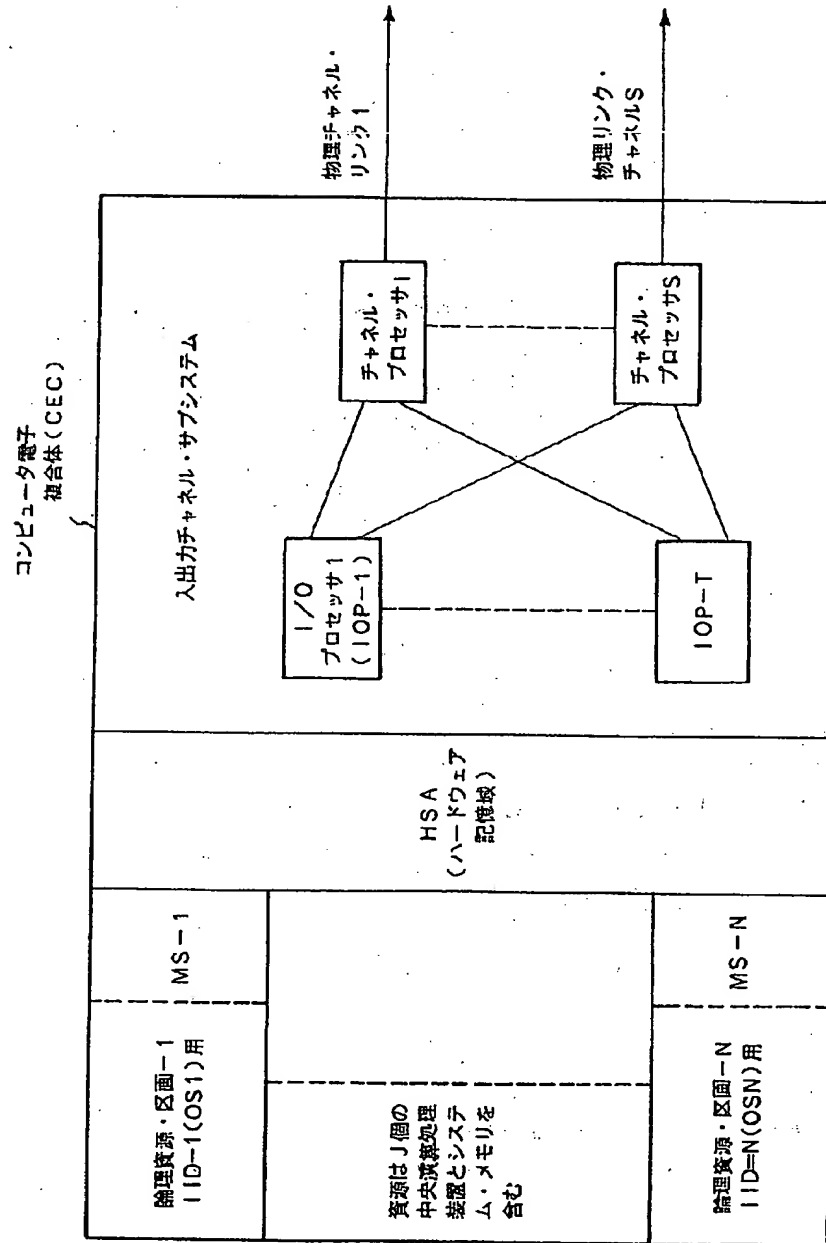 コンピュータ電子
複合体(CEC)
論理資源・区画-1
IID-1(OS1)用
MS-1
資源はJ個の
中央演算処理
装置とシステ
ム・メモリを
含む
論理資源・区画-N
IID=N(OSN)用
MS-N
HSA
(ハードウェア
記憶域)
入出力チャネル・サブシステム
I/O
プロセッサ1
(IOP-1)
IOP-T
チャネル・
プロセッサ1
チャネル・
プロセッサS
物理チャネル・
リンク1
物理リンク・
チャネルS